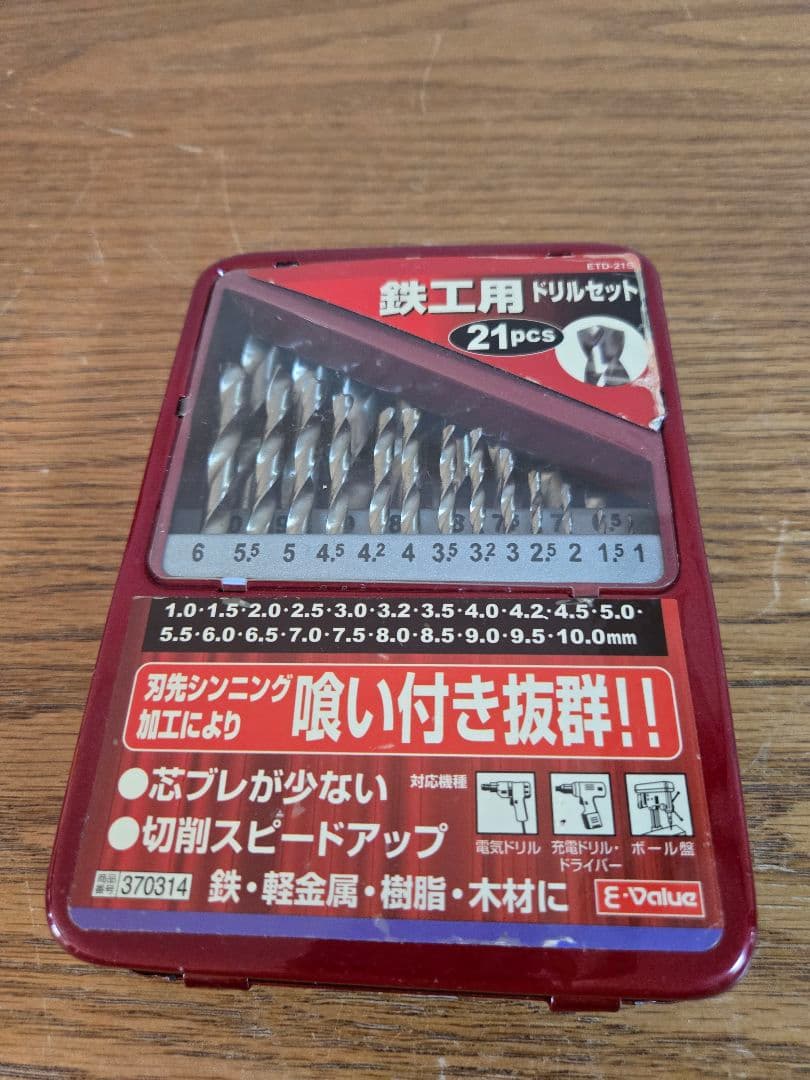 ETD-21S
鉄工用 ドリルセット
21pcs
6 5.5 5 4.5 4.2 4 3.5 3.2 3 2.5 2 1.5 1
1.0・1.5・2.0・2.5・3.0・3.2・3.5・4.0・4.2・4.5・5.0・
5.5・6.0・6.5・7.0・7.5・8.0・8.5・9.0・9.5・10.0mm
刃先シンニング
加工により
喰い付き抜群!!
●芯ブレが少ない
●切削スピードアップ
対応機種
電気ドリル
充電ドリル・
ドライバー
ボール盤
商品
番号 370314
鉄・軽金属・樹脂・木材に
E-Value